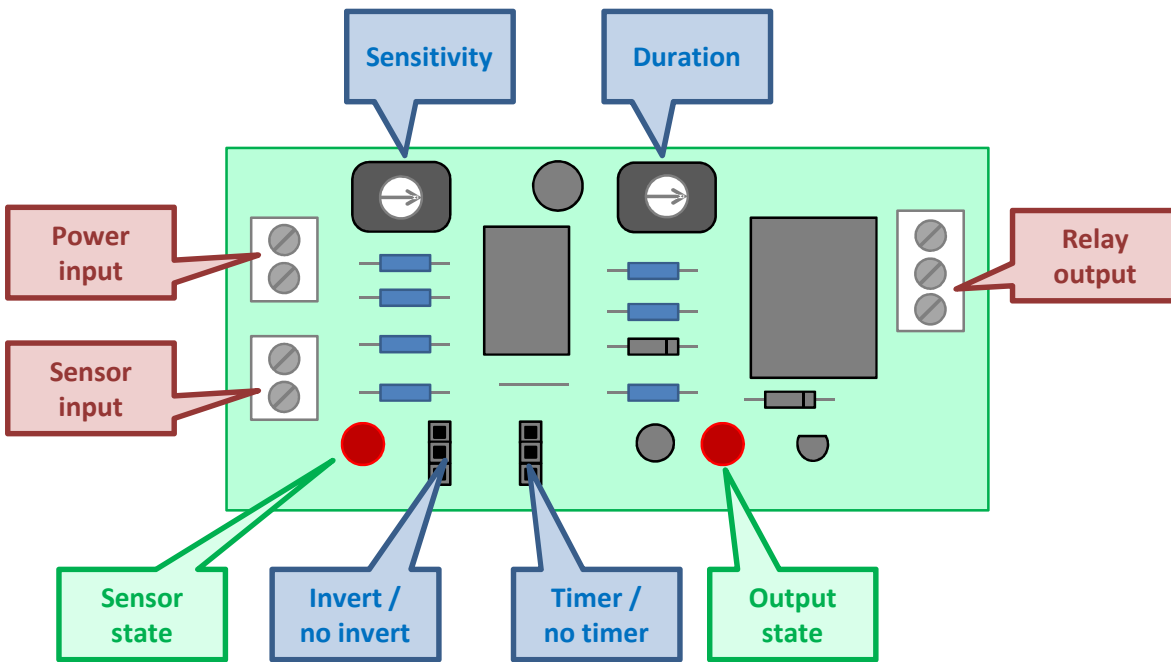 Sensitivity
Duration
Power
input
Relay
output
Sensor
input
Sensor
state
Invert /
no invert
Timer /
no timer
Output
state